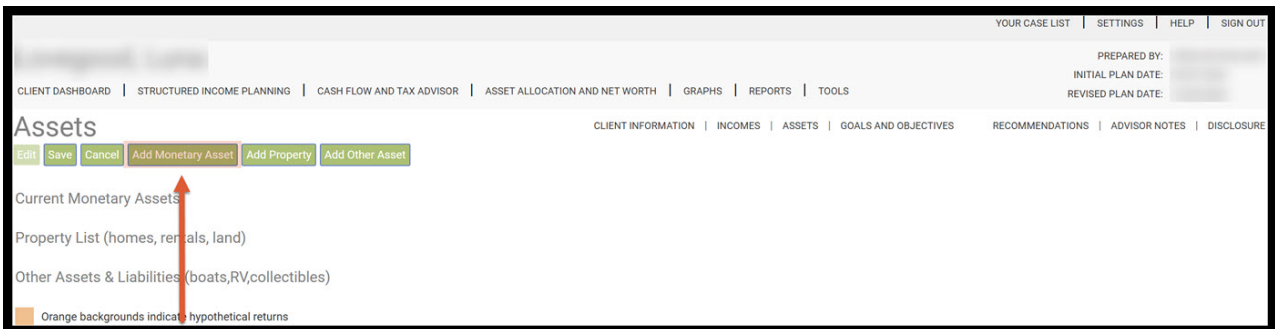 YOUR CASE LIST | SETTINGS | HELP | SIGN OUT
PREPARED BY:
INITIAL PLAN DATE:
CLIENT DASHBOARD | STRUCTURED INCOME PLANNING | CASH FLOW AND TAX ADVISOR | ASSET ALLOCATION AND NET WORTH | GRAPHS | REPORTS | TOOLS
REVISED PLAN DATE:
Assets
CLIENT INFORMATION | INCOMES | ASSETS | GOALS AND OBJECTIVES
RECOMMENDATIONS | ADVISOR NOTES | DISCLOSURE
Edit Save Cancel Add Monetary Asset Add Property Add Other Asset
Current Monetary Assets
Property List (homes, rentals, land)
Other Assets & Liabilities (boats,RV,collectibles)
Orange backgrounds indicate hypothetical returns